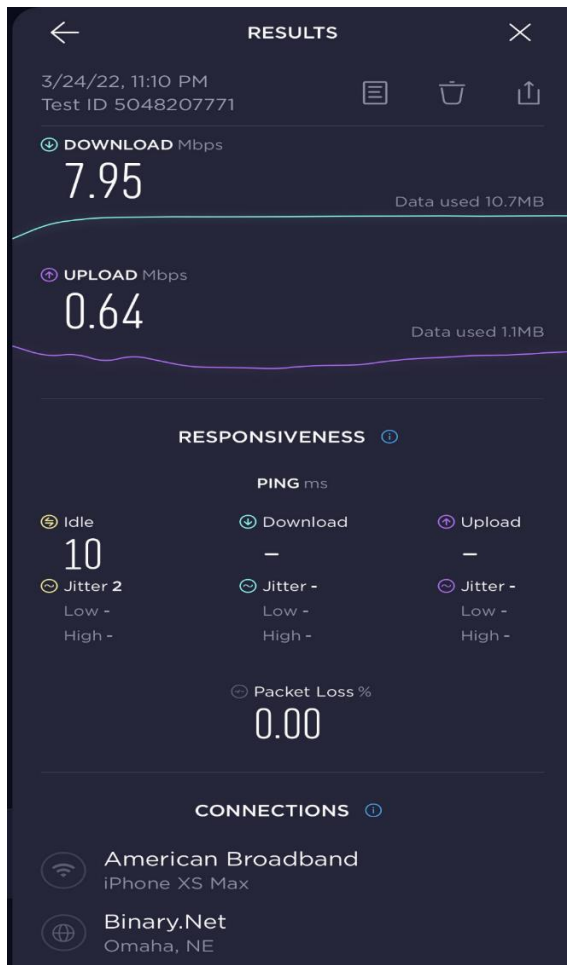 RESULTS
3/24/22, 11:10 PM
Test ID 5048207771
DOWNLOAD Mbps
7.95
Data used 10.7MB
UPLOAD Mbps
0.64
Data used 1.1MB
RESPONSIVENESS
PING ms
Idle Download Upload
10 – –
Jitter 2 Jitter - Jitter -
Low - Low - Low -
High - High - High -
Packet Loss %
0.00
CONNECTIONS
American Broadband
iPhone XS Max
Binary.Net
Omaha, NE